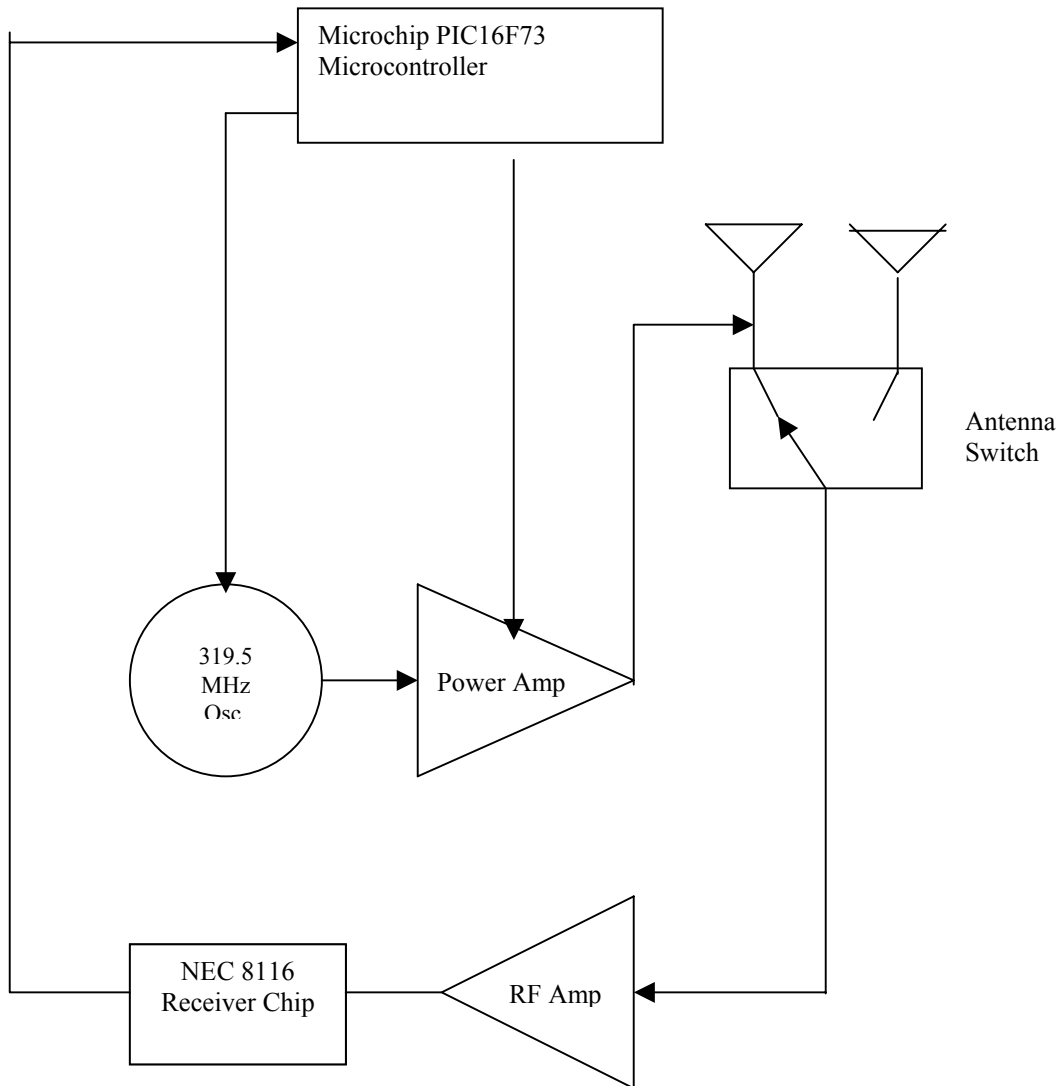 Microchip PIC16F73
Microcontroller
Antenna
Switch
319.5
MHz
Osc
Power Amp
NEC 8116
Receiver Chip
RF Amp